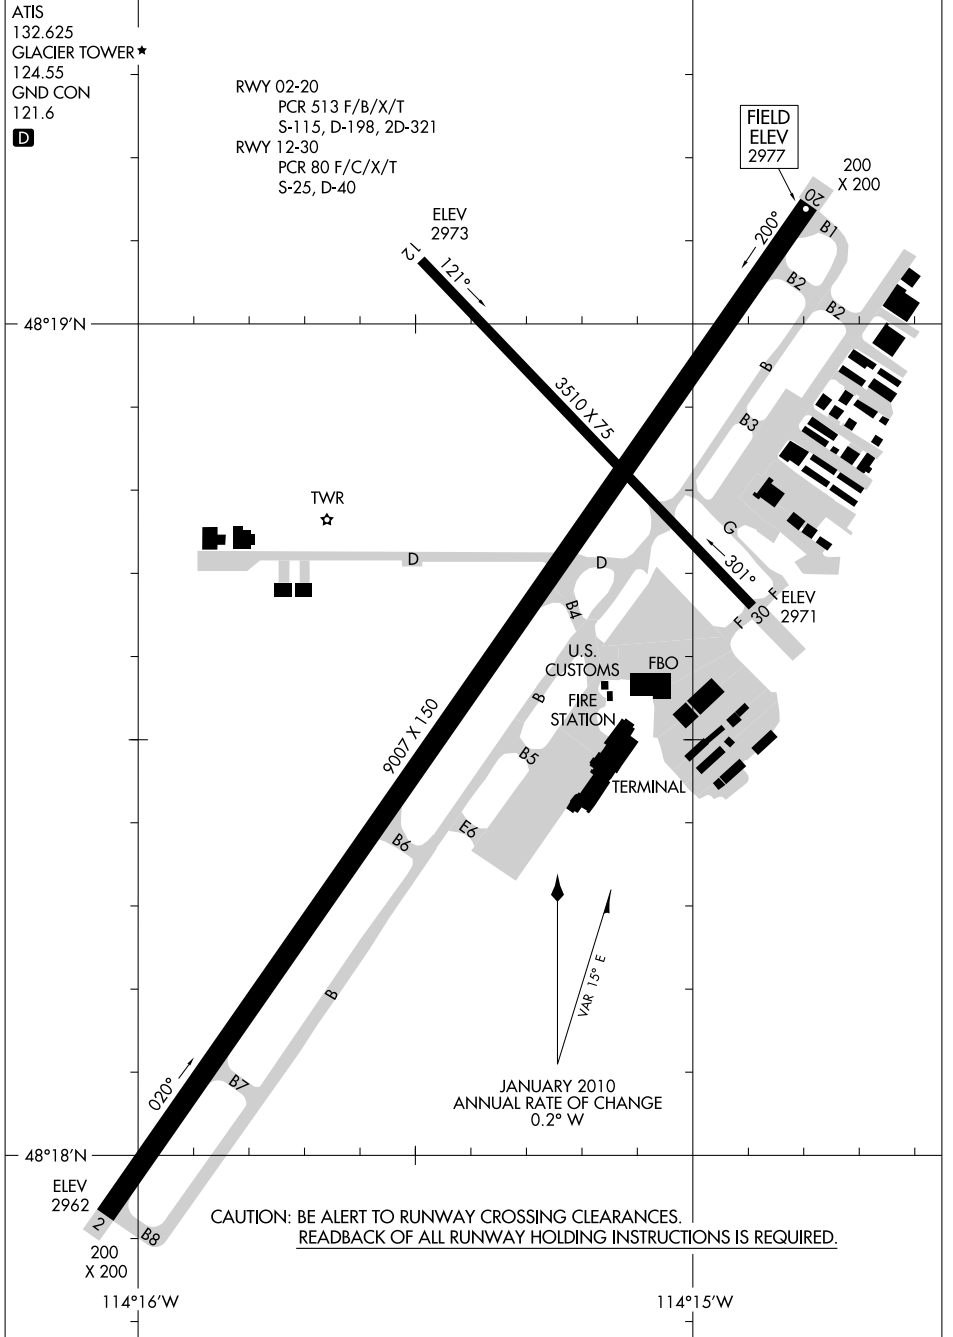 ATIS
132.625
GLACIER TOWER★
124.55
GND CON
121.6
D
RWY 02-20
PCR 513 F/B/X/T
S-115, D-198, 2D-321
RWY 12-30
PCR 80 F/C/X/T
S-25, D-40
FIELD
ELEV
2977
200
X 200
20
200°
B1
ELEV
2973
12
121°
B2
B2
48°19'N
B
3510 X 75
B3
TWR
G
D
D
301°
F
ELEV
2971
B4
F
30
U.S.
CUSTOMS
FBO
B
FIRE
STATION
9007 X 150
B5
TERMINAL
E6
B6
VAR 15° E
B
B7
020°
JANUARY 2010
ANNUAL RATE OF CHANGE
0.2° W
48°18'N
ELEV
2962
2
B8
CAUTION: BE ALERT TO RUNWAY CROSSING CLEARANCES.
READBACK OF ALL RUNWAY HOLDING INSTRUCTIONS IS REQUIRED.
200
X 200
114°16'W
114°15'W